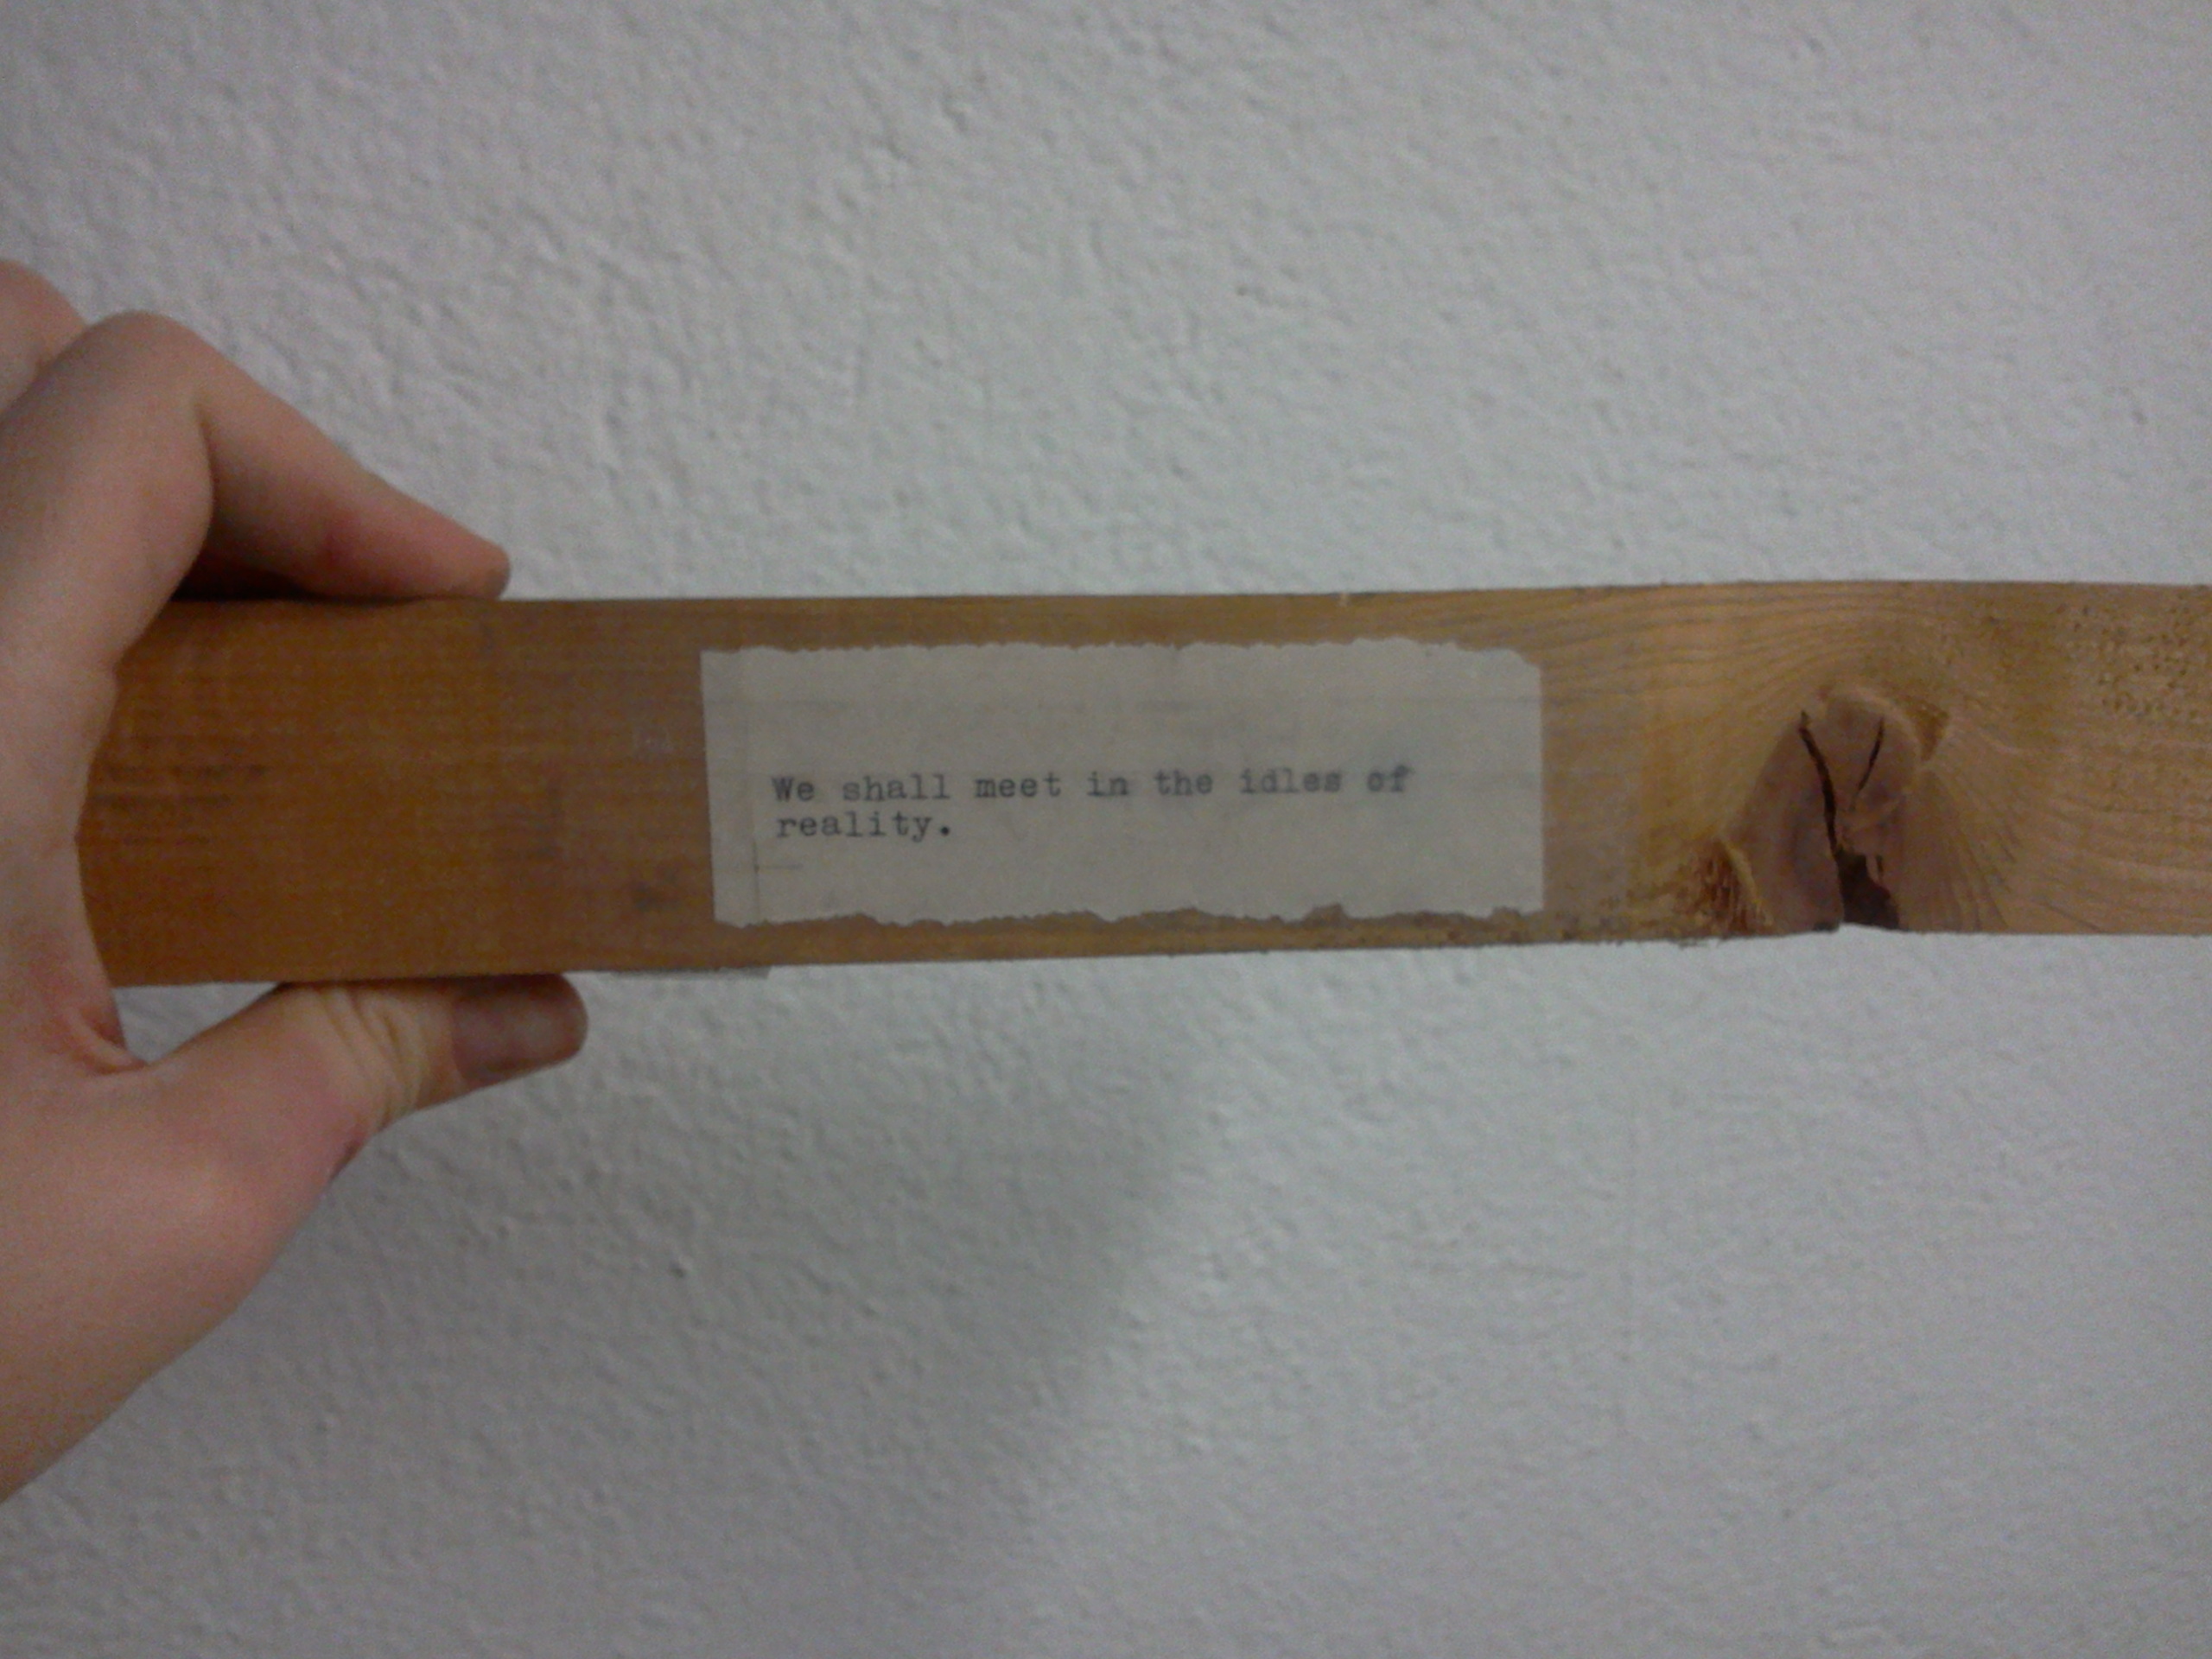 We shall meet in the idles of
reality.